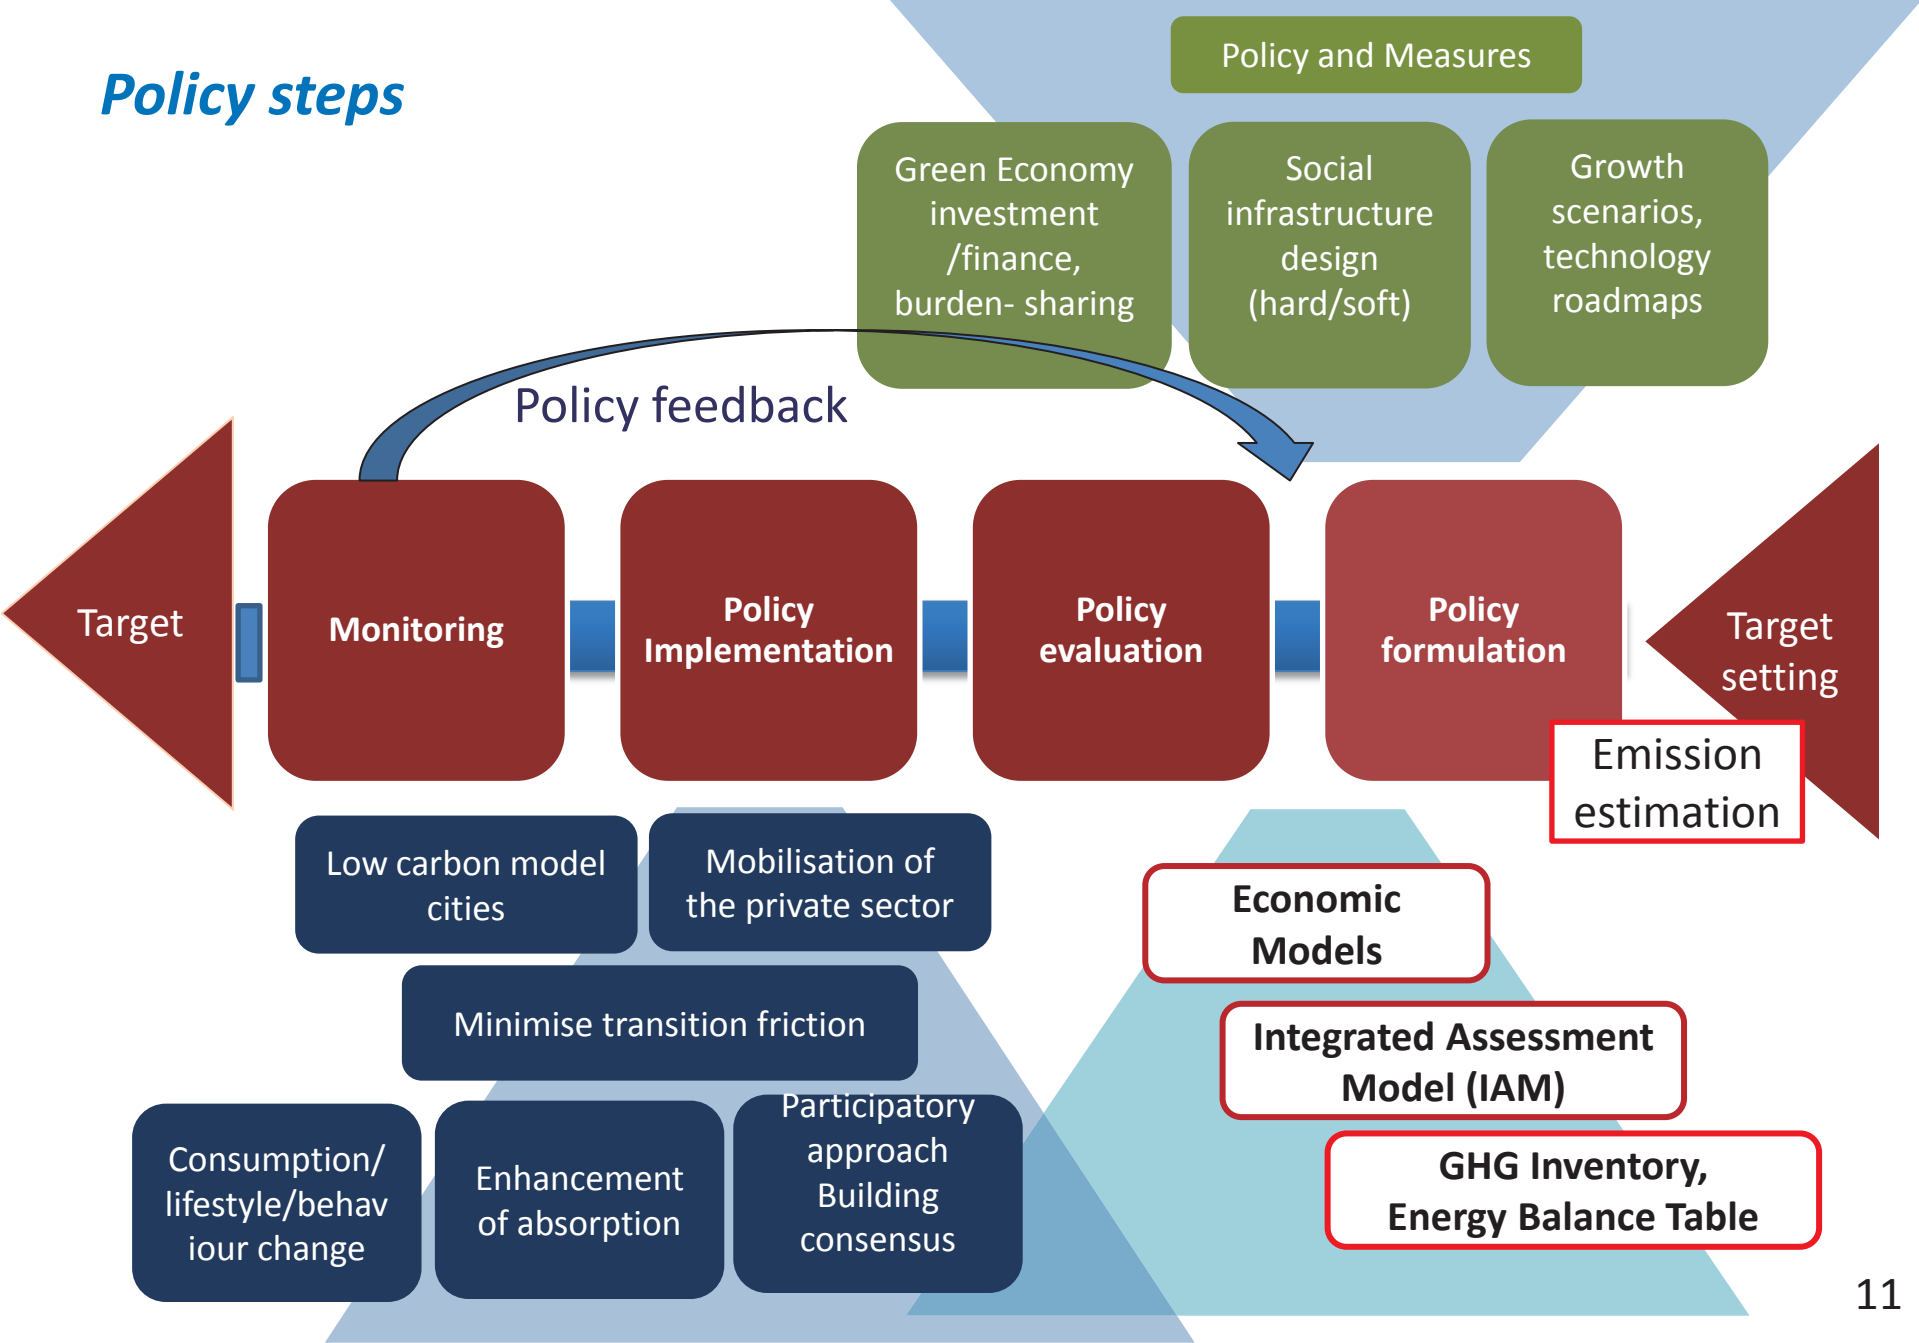 Policy steps
Policy and Measures
Green Economy
investment
/finance,
burden- sharing
Social
infrastructure
design
(hard/soft)
Growth
scenarios,
technology
roadmaps
Policy feedback
Target
Monitoring
Policy
Implementation
Policy
evaluation
Policy
formulation
Target
setting
Emission
estimation
Low carbon model
cities
Mobilisation of
the private sector
Minimise transition friction
Consumption/
lifestyle/behav
iour change
Enhancement
of absorption
Participatory
approach
Building
consensus
Economic
Models
Integrated Assessment
Model (IAM)
GHG Inventory,
Energy Balance Table
11